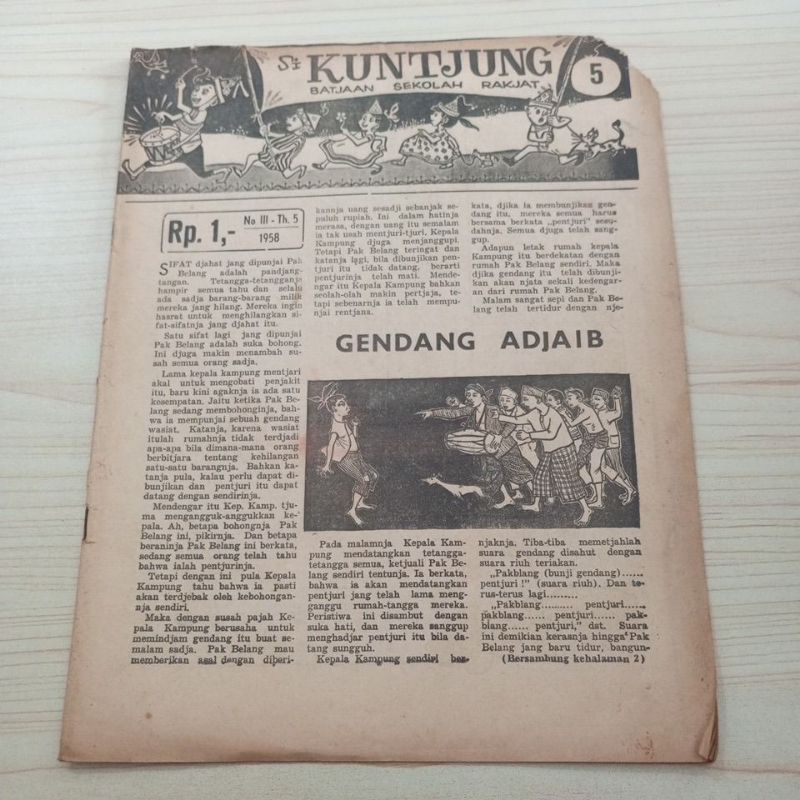 Si KUNTJUNG
BATJAAN SEKOLAH RAKJAT
5
Rp. 1,-
No III - Th. 5
1958
SIFAT djahat jang dipunjai Pak
Belang adalah pandjang-
tangan. Tetangga-tetangganja
hampir semua tahu dan selalu
ada sadja barang-barang milik
mereka jang hilang. Mereka ingin
hasrat untuk menghilangkan si-
fat-sifatnja jang djahat itu.
Satu sifat lagi jang dipunjai
Pak Belang adalah suka bohong.
Ini djuga makin menambah su-
sah semua orang sadja.
Lama kepala kampung mentjari
akal untuk mengobati penjakit
itu, baru kini agaknja ia ada satu
kesempatan. Jaitu ketika Pak Be-
lang sedang membohonginja, bah-
wa ia mempunjai sebuah gendang
wasiat. Katanja, karena wasiat
itulah rumahnja tidak terdjadi
apa-apa bila dimana-mana orang
berbitjara tentang kehilangan
satu-satu barangnja. Bahkan ka-
tanja pula, kalau perlu dapat di-
bunjikan dan pentjuri itu dapat
datang dengan sendirinja.
Mendengar itu Kep. Kamp. tju-
ma mengangguk-anggukkan ke-
pala. Ah, betapa bohongnja Pak
Belang ini, pikirnja. Dan betapa
beraninja Pak Belang ini berkata,
sedang semua orang telah tahu
bahwa ialah pentjurinja.
Tetapi dengan ini pula Kepala
Kampung tahu bahwa ia pasti
akan terdjebak oleh kebohongan-
nja sendiri.
Maka dengan susah pajah Ke-
pala Kampung berusaha untuk
memindjam gendang itu buat se-
malam sadja. Pak Belang mau
memberikan asal dengan diberi-
kannja uang sesadji sebanjak se-
puluh rupiah. Ini dalam hatinja
merasa, dengan uang itu semalam
ia tak usah mentjuri-tjuri. Kepala
Kampung djuga menjanggupi.
Tetapi Pak Belang teringat dan
katanja lagi, bila dibunjikan pen-
tjuri itu tidak datang, berarti
pentjurinja telah mati. Mende-
ngar itu Kepala Kampung bahkan
seolah-olah makin pertjaja, te-
tapi sebenarnja ia telah mempu-
njai rentjana.
GENDANG ADJAIB
Pada malamnja Kepala Kam-
pung mendatangkan tetangga-
tetangga semua, ketjuali Pak Be-
lang sendiri tentunja. Ia berkata,
bahwa ia akan mendatangkan
pentjuri jang telah lama meng-
ganggu rumah-tangga mereka.
Peristiwa ini disambut dengan
suka hati, dan mereka sanggup
menghadjar pentjuri itu bila da-
tang sungguh.
Kepala Kampung sendiri ber-
kata, djika ia membunjikan gen-
dang itu, mereka semua harus
bersama berkata „pentjuri" sesu-
dahnja. Semua djuga telah sang-
gup.
Adapun letak rumah kepala
Kampung itu berdekatan dengan
rumah Pak Belang sendiri. Maka
djika gendang itu telah dibunji-
kan akan njata sekali kedengar-
an dari rumah Pak Belang.
Malam sangat sepi dan Pak Be-
lang telah tertidur dengan nje-
njaknja. Tiba-tiba memetjahlah
suara gendang disahut dengan
suara riuh teriakan.
„Pakblang (bunji gendang)......
pentjuri!" (suara riuh). Dan te-
rus-terus lagi.........
„Pakblang......... pentjuri......
pakblang...... pentjuri...... pak-
blang...... pentjuri," dst. Suara
ini demikian kerasnja hingga Pak
Belang jang baru tidur, bangun-
(Bersambung kehalaman 2)